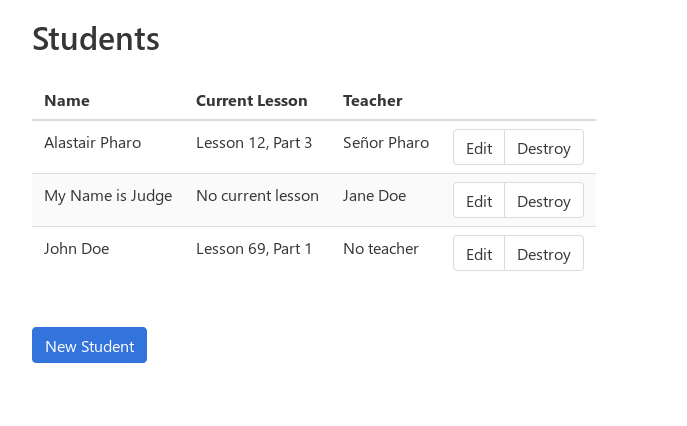 Students
Name Current Lesson Teacher
Alastair Pharo Lesson 12, Part 3 Señor Pharo Edit Destroy
My Name is Judge No current lesson Jane Doe Edit Destroy
John Doe Lesson 69, Part 1 No teacher Edit Destroy
New Student